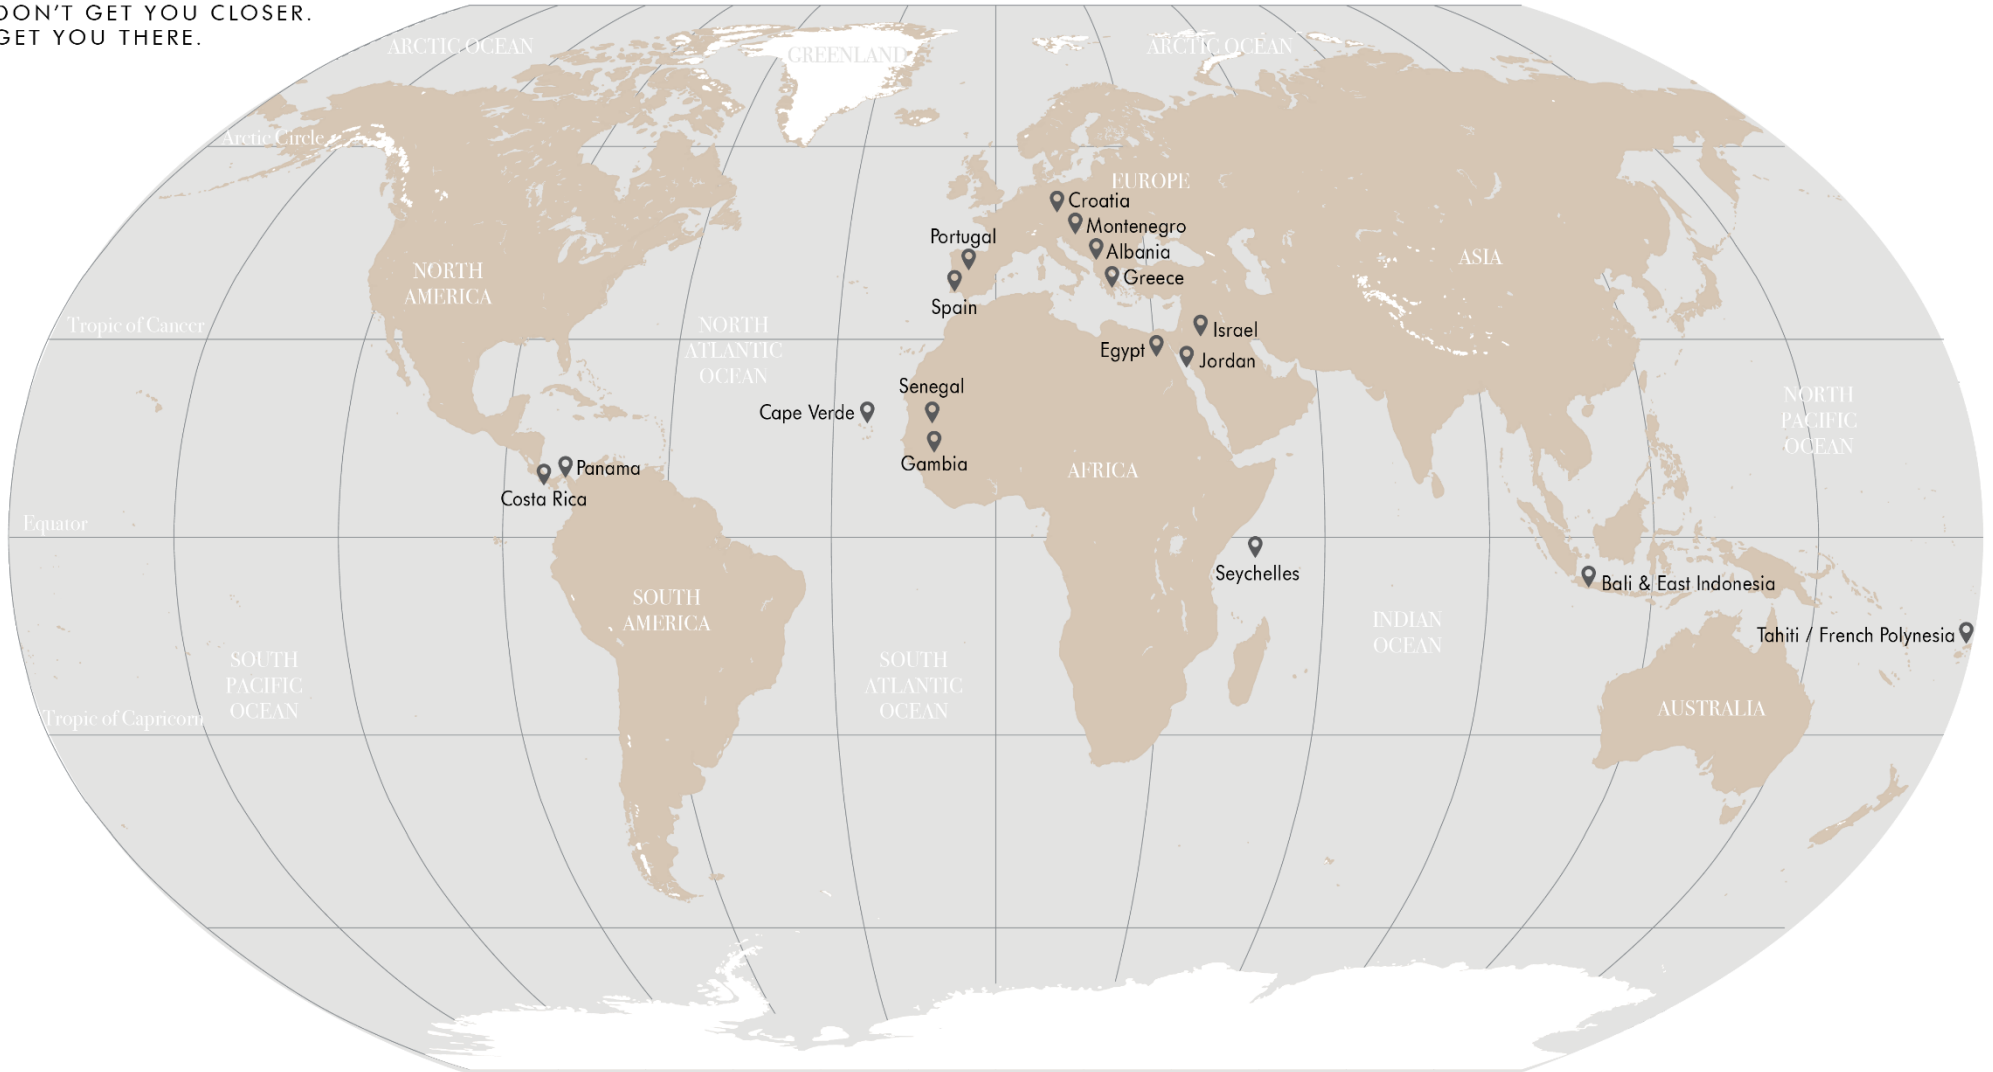 DON'T GET YOU CLOSER.
GET YOU THERE.
ARCTIC OCEAN
GREENLAND
ARCTIC OCEAN
Arctic Circle
EUROPE
Croatia
Montenegro
Portugal
Albania
Greece
Spain
ASIA
NORTH
AMERICA
Tropic of Cancer
NORTH
ATLANTIC
OCEAN
Israel
Egypt
Jordan
Senegal
Cape Verde
Gambia
NORTH
PACIFIC
OCEAN
Panama
Costa Rica
AFRICA
Equator
Seychelles
Bali & East Indonesia
SOUTH
AMERICA
INDIAN
OCEAN
Tahiti / French Polynesia
SOUTH
PACIFIC
OCEAN
SOUTH
ATLANTIC
OCEAN
AUSTRALIA
Tropic of Capricorn